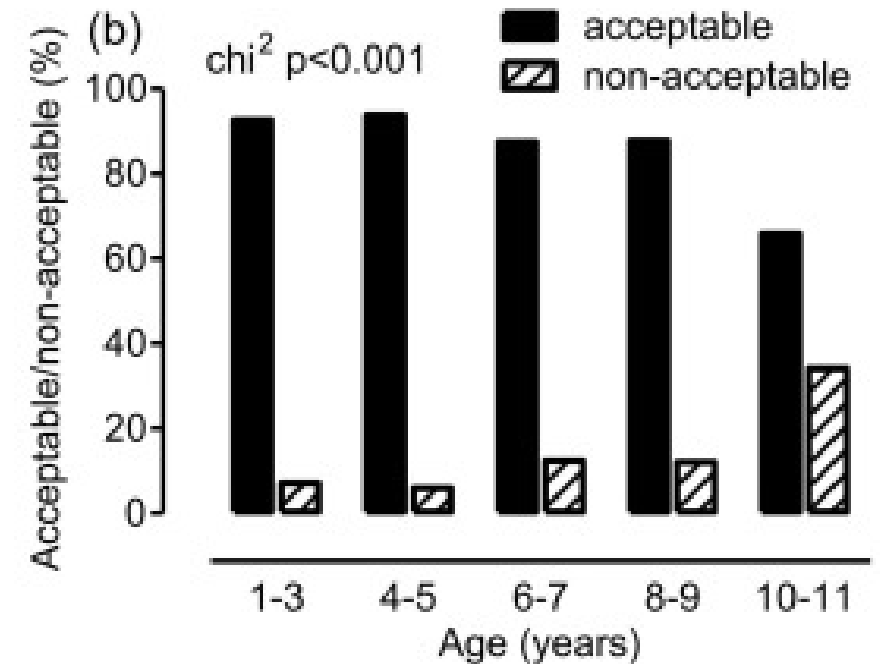 (b)
chi² p<0.001
acceptable
non-acceptable
Acceptable/non-acceptable (%)
100
80
60
40
20
0
1-3 4-5 6-7 8-9 10-11
Age (years)